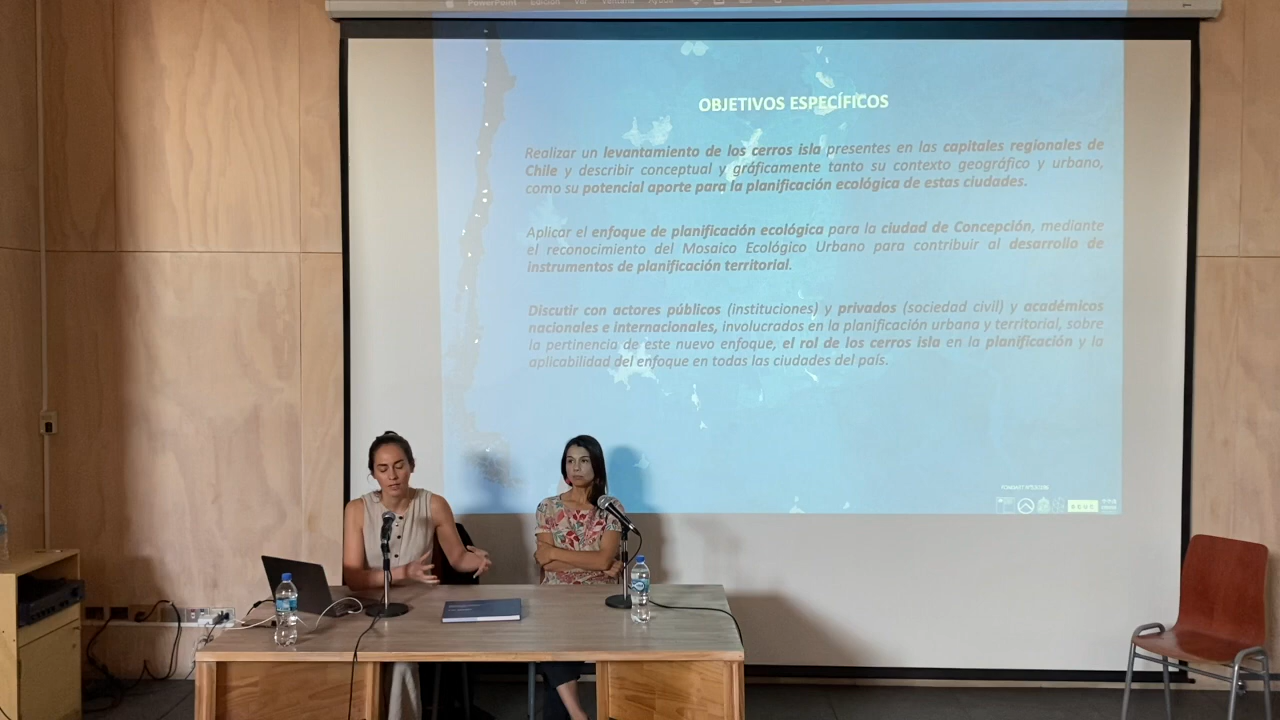 PowerPoint Edición Ver Ventana Ayuda
OBJETIVOS ESPECÍFICOS
Realizar un levantamiento de los cerros isla presentes en las capitales regionales de
Chile y describir conceptual y gráficamente tanto su contexto geográfico y urbano,
como su potencial aporte para la planificación ecológica de estas ciudades.
Aplicar el enfoque de planificación ecológica para la ciudad de Concepción, mediante
el reconocimiento del Mosaico Ecológico Urbano para contribuir al desarrollo de
instrumentos de planificación territorial.
Discutir con actores públicos (instituciones) y privados (sociedad civil) y académicos
nacionales e internacionales, involucrados en la planificación urbana y territorial, sobre
la pertinencia de este nuevo enfoque, el rol de los cerros isla en la planificación y la
aplicabilidad del enfoque en todas las ciudades del país.